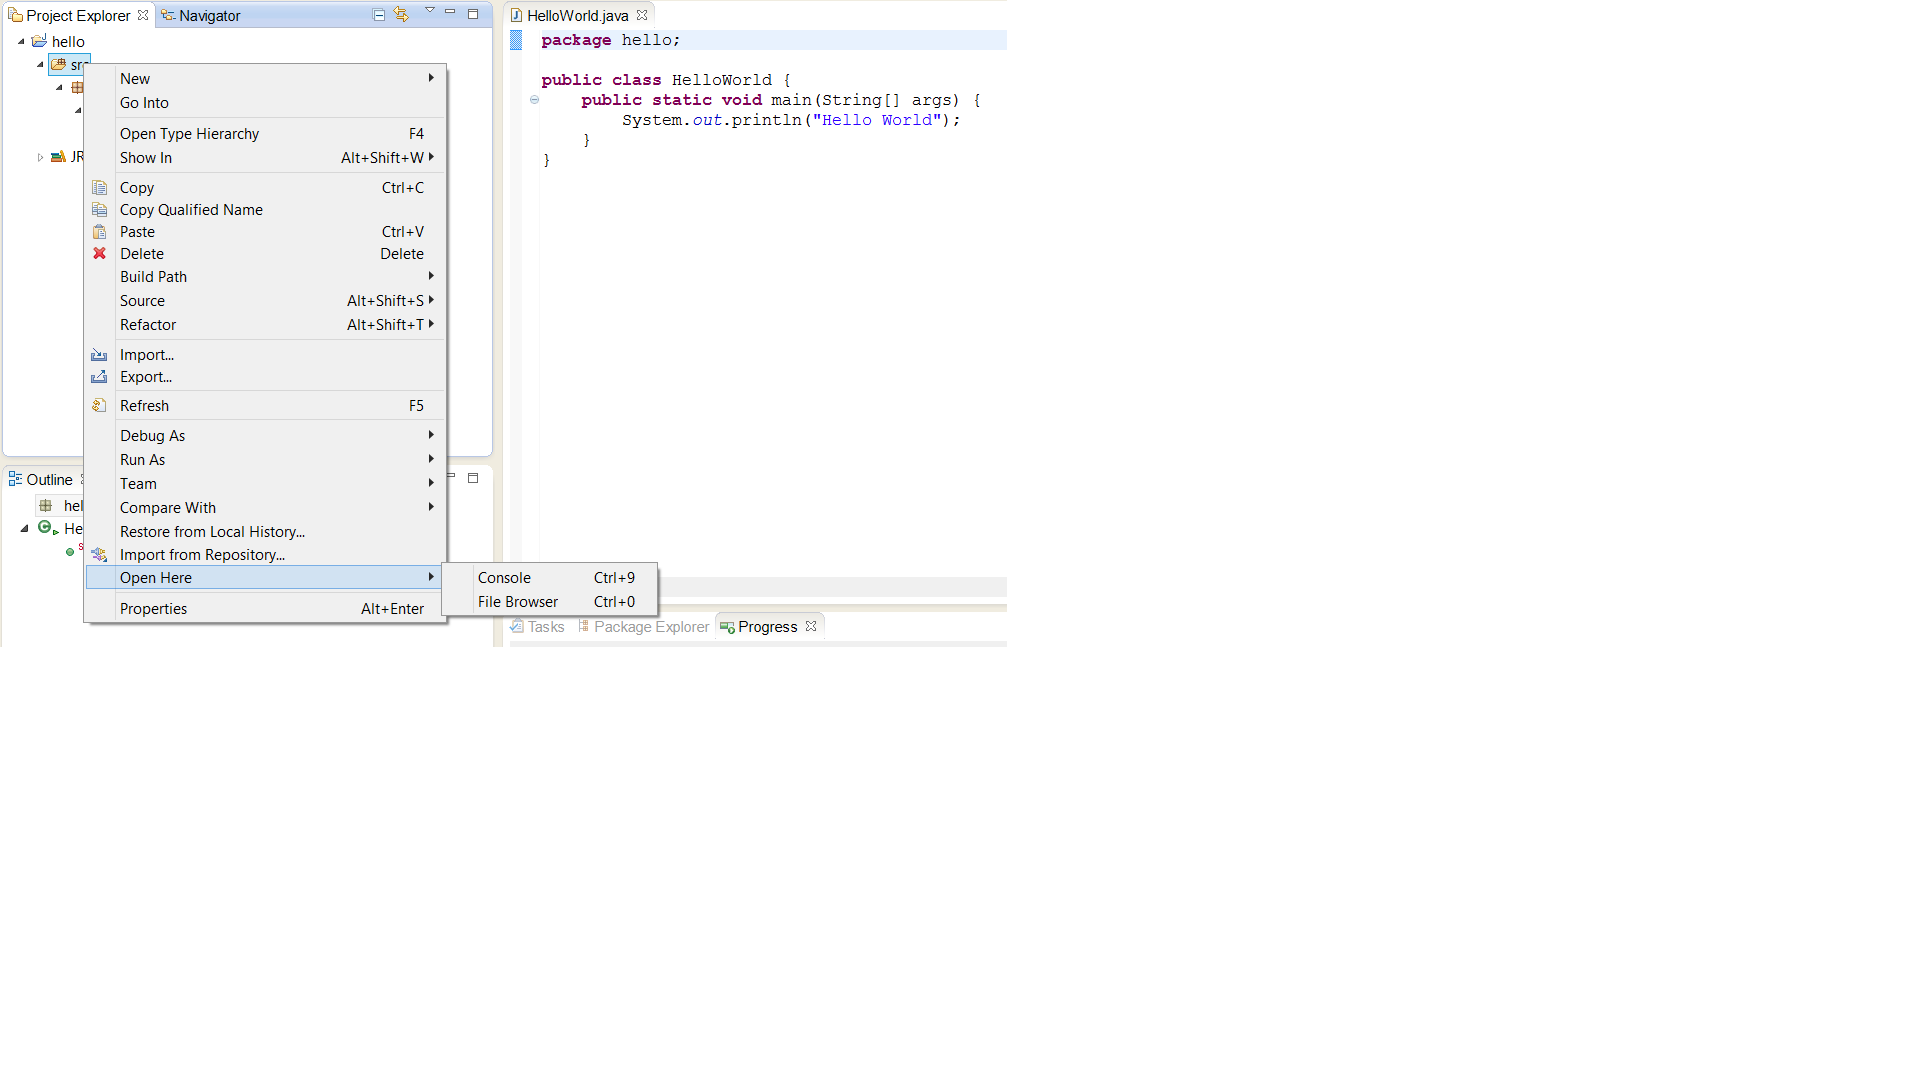 Project Explorer Navigator
hello
src
JR
New
Go Into
Open Type Hierarchy F4
Show In Alt+Shift+W
Copy Ctrl+C
Copy Qualified Name
Paste Ctrl+V
Delete Delete
Build Path
Source Alt+Shift+S
Refactor Alt+Shift+T
Import...
Export...
Refresh F5
Debug As
Run As
Team
Compare With
Restore from Local History...
Import from Repository...
Open Here
Properties Alt+Enter
Console Ctrl+9
File Browser Ctrl+0
Outline
hel
He
HelloWorld.java
package hello;
public class HelloWorld {
public static void main(String[] args) {
System.out.println("Hello World");
}
}
Tasks Package Explorer Progress